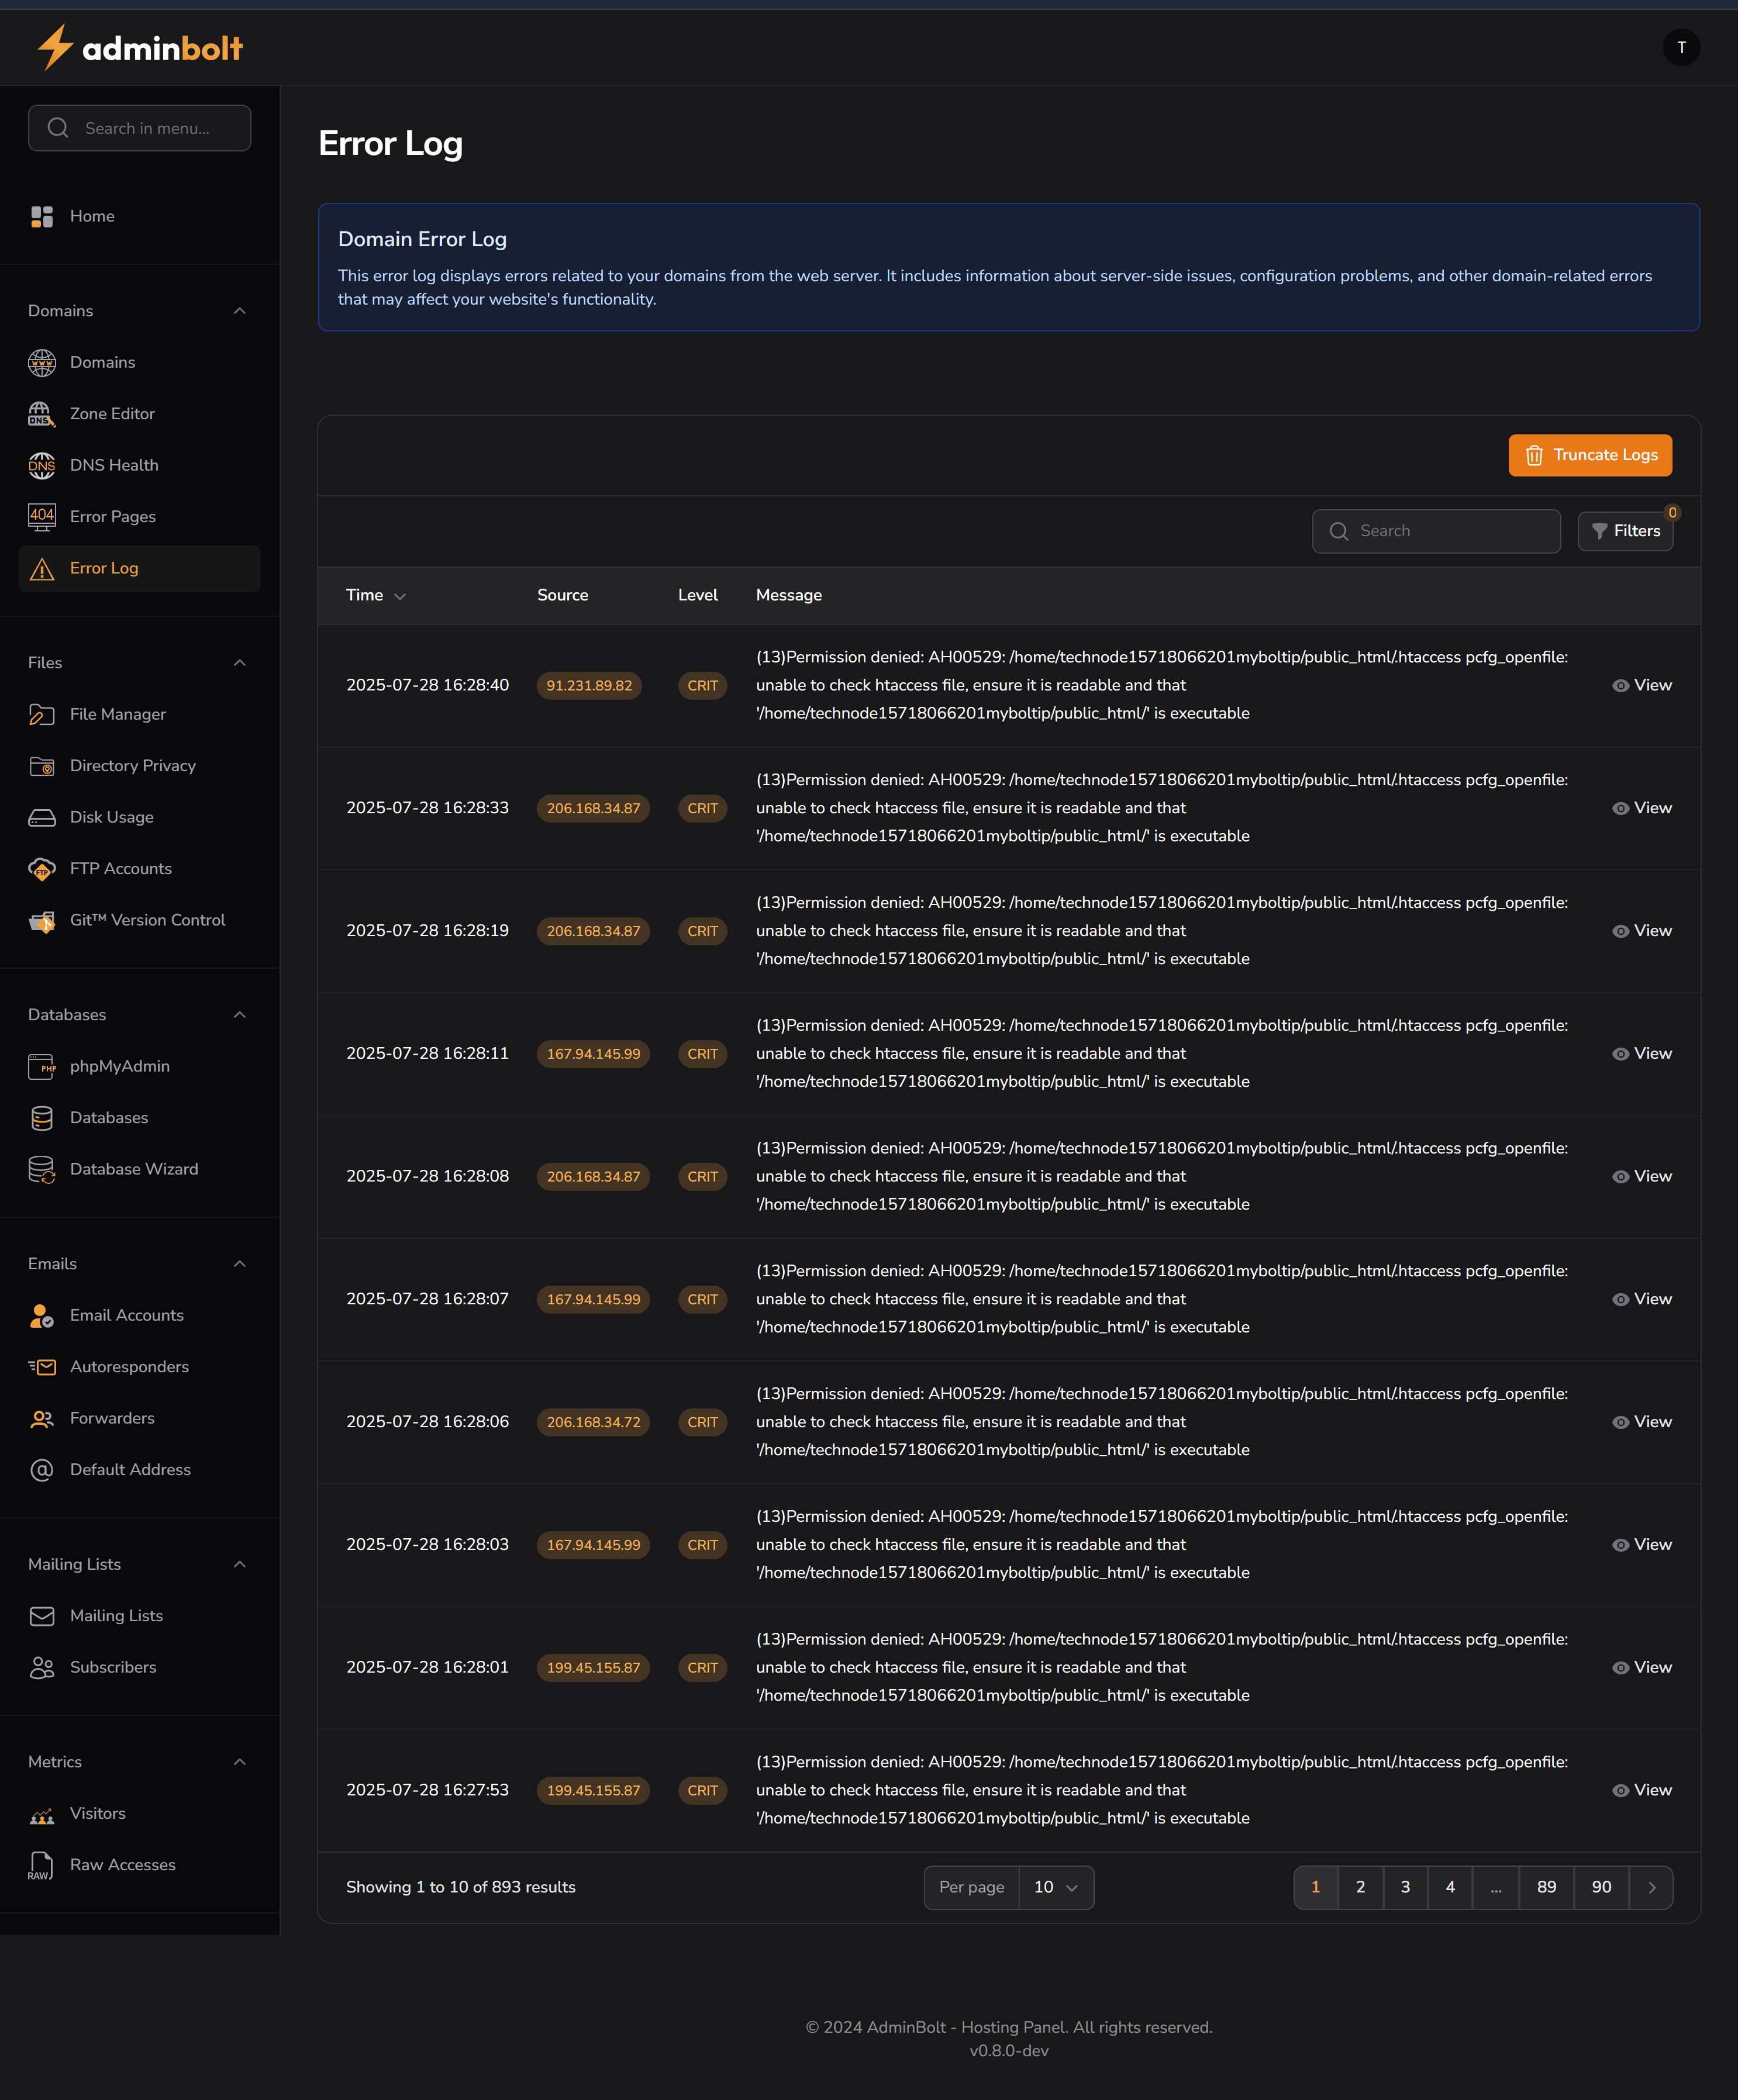 adminbolt
T
Search in menu...
Home
Domains
Domains
Zone Editor
DNS
DNS Health
DNS
Error Pages
404
Error Log
Files
File Manager
Directory Privacy
Disk Usage
FTP Accounts
FTP
Git™ Version Control
Databases
phpMyAdmin
PHP
Databases
Database Wizard
Emails
Email Accounts
Autoresponders
Forwarders
Default Address
Mailing Lists
Mailing Lists
Subscribers
Metrics
Visitors
Raw Accesses
RAW
Error Log
Domain Error Log
This error log displays errors related to your domains from the web server. It includes information about server-side issues, configuration problems, and other domain-related errors
that may affect your website's functionality.
Truncate Logs
Search
Filters
0
Time Source Level Message
2025-07-28 16:28:40 91.231.89.82 CRIT (13)Permission denied: AH00529: /home/technode15718066201myboltip/public_html/.htaccess pcfg_openfile:
unable to check htaccess file, ensure it is readable and that
'/home/technode15718066201myboltip/public_html/' is executable
View
2025-07-28 16:28:33 206.168.34.87 CRIT (13)Permission denied: AH00529: /home/technode15718066201myboltip/public_html/.htaccess pcfg_openfile:
unable to check htaccess file, ensure it is readable and that
'/home/technode15718066201myboltip/public_html/' is executable
View
2025-07-28 16:28:19 206.168.34.87 CRIT (13)Permission denied: AH00529: /home/technode15718066201myboltip/public_html/.htaccess pcfg_openfile:
unable to check htaccess file, ensure it is readable and that
'/home/technode15718066201myboltip/public_html/' is executable
View
2025-07-28 16:28:11 167.94.145.99 CRIT (13)Permission denied: AH00529: /home/technode15718066201myboltip/public_html/.htaccess pcfg_openfile:
unable to check htaccess file, ensure it is readable and that
'/home/technode15718066201myboltip/public_html/' is executable
View
2025-07-28 16:28:08 206.168.34.87 CRIT (13)Permission denied: AH00529: /home/technode15718066201myboltip/public_html/.htaccess pcfg_openfile:
unable to check htaccess file, ensure it is readable and that
'/home/technode15718066201myboltip/public_html/' is executable
View
2025-07-28 16:28:07 167.94.145.99 CRIT (13)Permission denied: AH00529: /home/technode15718066201myboltip/public_html/.htaccess pcfg_openfile:
unable to check htaccess file, ensure it is readable and that
'/home/technode15718066201myboltip/public_html/' is executable
View
2025-07-28 16:28:06 206.168.34.72 CRIT (13)Permission denied: AH00529: /home/technode15718066201myboltip/public_html/.htaccess pcfg_openfile:
unable to check htaccess file, ensure it is readable and that
'/home/technode15718066201myboltip/public_html/' is executable
View
2025-07-28 16:28:03 167.94.145.99 CRIT (13)Permission denied: AH00529: /home/technode15718066201myboltip/public_html/.htaccess pcfg_openfile:
unable to check htaccess file, ensure it is readable and that
'/home/technode15718066201myboltip/public_html/' is executable
View
2025-07-28 16:28:01 199.45.155.87 CRIT (13)Permission denied: AH00529: /home/technode15718066201myboltip/public_html/.htaccess pcfg_openfile:
unable to check htaccess file, ensure it is readable and that
'/home/technode15718066201myboltip/public_html/' is executable
View
2025-07-28 16:27:53 199.45.155.87 CRIT (13)Permission denied: AH00529: /home/technode15718066201myboltip/public_html/.htaccess pcfg_openfile:
unable to check htaccess file, ensure it is readable and that
'/home/technode15718066201myboltip/public_html/' is executable
View
Showing 1 to 10 of 893 results
Per page 10
1 2 3 4 ... 89 90
© 2024 AdminBolt - Hosting Panel. All rights reserved.
v0.8.0-dev